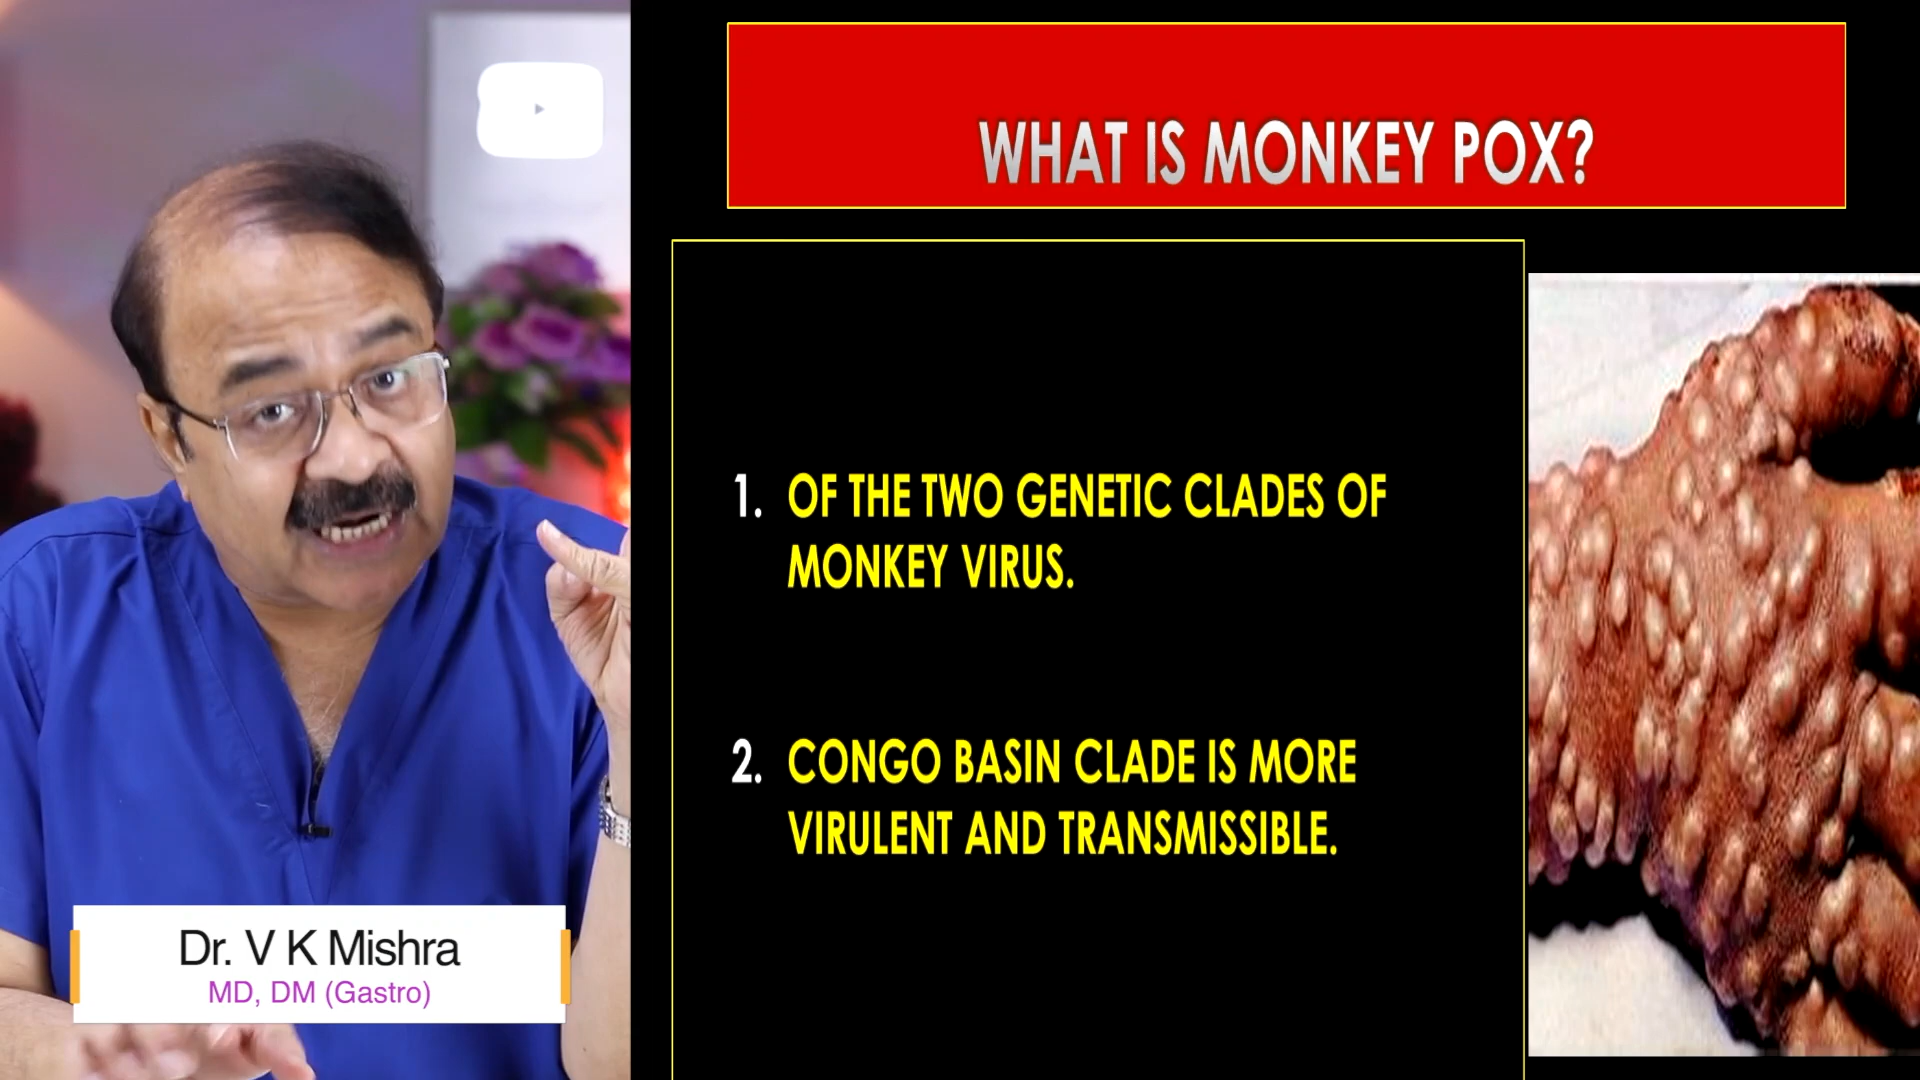 WHAT IS MONKEY POX?
1. OF THE TWO GENETIC CLADES OF
MONKEY VIRUS.
2. CONGO BASIN CLADE IS MORE
VIRULENT AND TRANSMISSIBLE.
Dr. V K Mishra
MD, DM (Gastro)